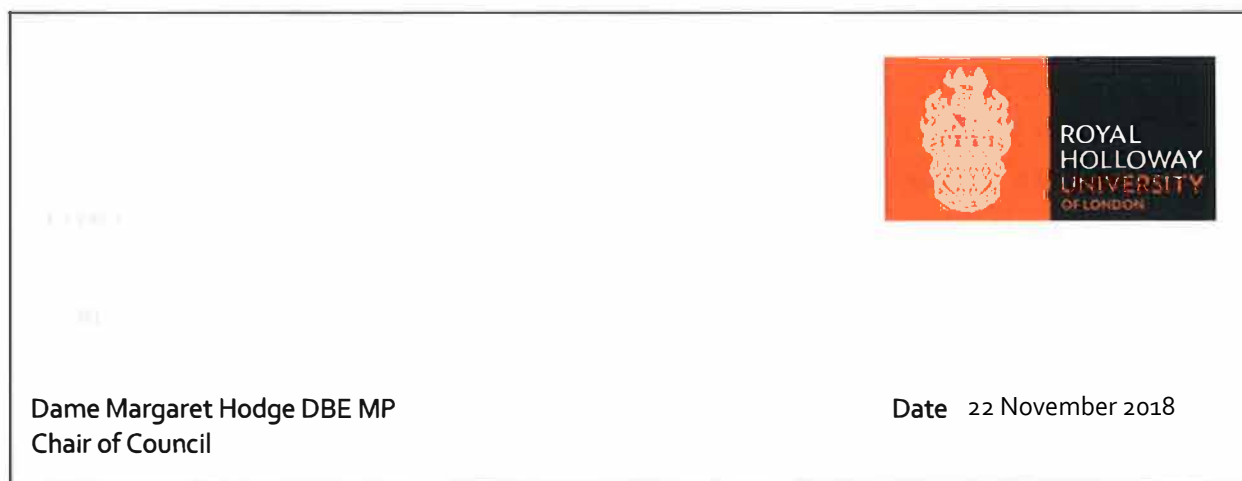 ROYAL
HOLLOWAY
UNIVERSITY
OF LONDON
Dame Margaret Hodge DBE MP
Chair of Council
Date 22 November 2018